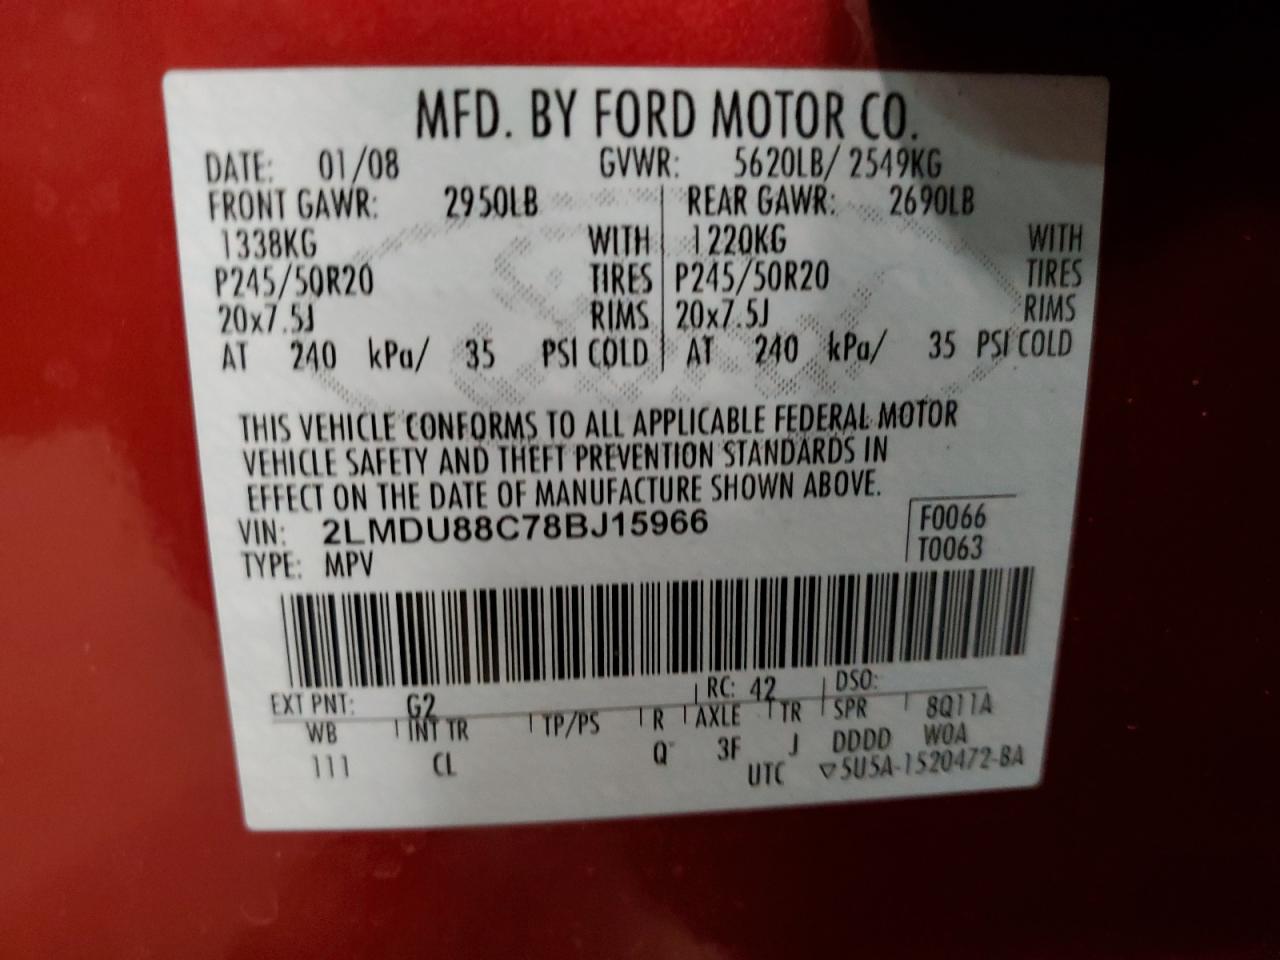 MFD. BY FORD MOTOR CO.
DATE: 01/08 GVWR: 5620LB/ 2549KG
FRONT GAWR: 2950LB REAR GAWR: 2690LB
1338KG WITH 1220KG WITH
P245/50R20 TIRES P245/50R20 TIRES
20x7.5J RIMS 20x7.5J RIMS
AT 240 kPa/ 35 PSI COLD AT 240 kPa/ 35 PSI COLD
THIS VEHICLE CONFORMS TO ALL APPLICABLE FEDERAL MOTOR
VEHICLE SAFETY AND THEFT PREVENTION STANDARDS IN
EFFECT ON THE DATE OF MANUFACTURE SHOWN ABOVE.
VIN: 2LMDU88C78BJ15966 F0066
TYPE: MPV T0063
EXT PNT: G2 RC: 42 DSO:
WB INT TR TP/PS R AXLE TR SPR 8Q11A
111 CL Q 3F J DDDD WOA
UTC ▽5U5A-1520472-BA